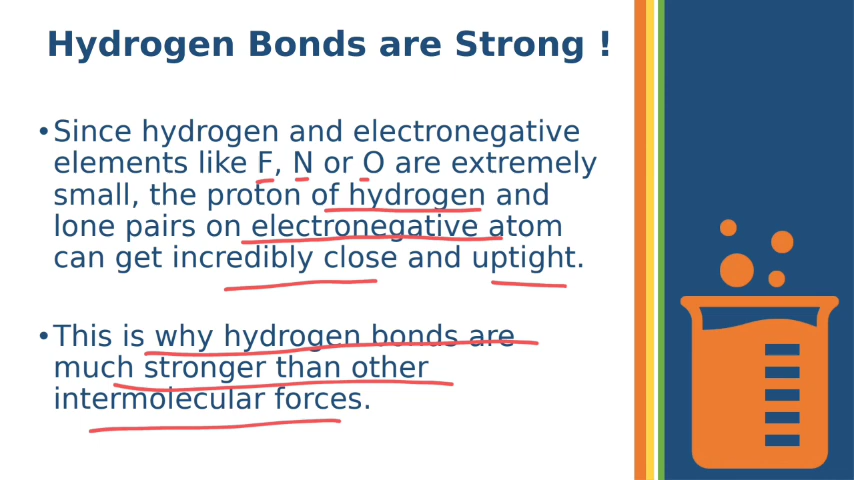 Hydrogen Bonds are Strong !
•Since hydrogen and electronegative
elements like F, N or O are extremely
small, the proton of hydrogen and
lone pairs on electronegative atom
can get incredibly close and uptight.
•This is why hydrogen bonds are
much stronger than other
intermolecular forces.